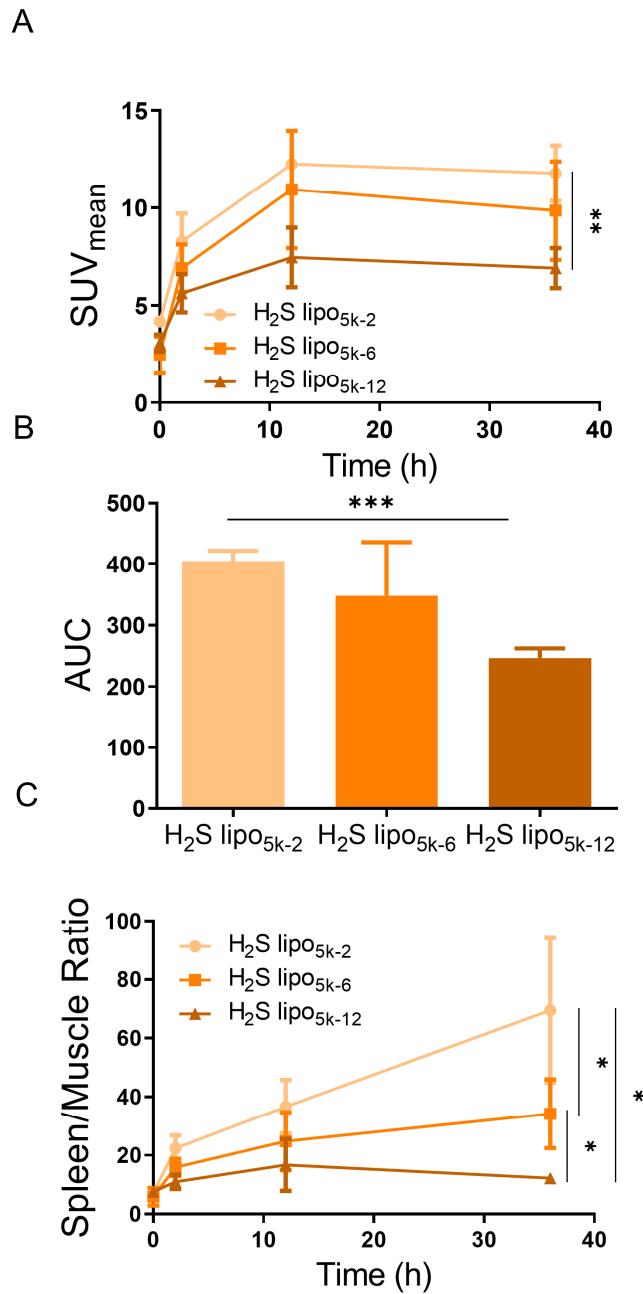 A
15
10
5
0
SUVmean
H2S lipo5k-2
H2S lipo5k-6
H2S lipo5k-12
**
0 10 20 30 40
Time (h)
B
500
400
300
200
100
0
AUC
***
H2S lipo5k-2 H2S lipo5k-6 H2S lipo5k-12
C
100
80
60
40
20
0
Spleen/Muscle Ratio
H2S lipo5k-2
H2S lipo5k-6
H2S lipo5k-12
*
*
*
0 10 20 30 40
Time (h)